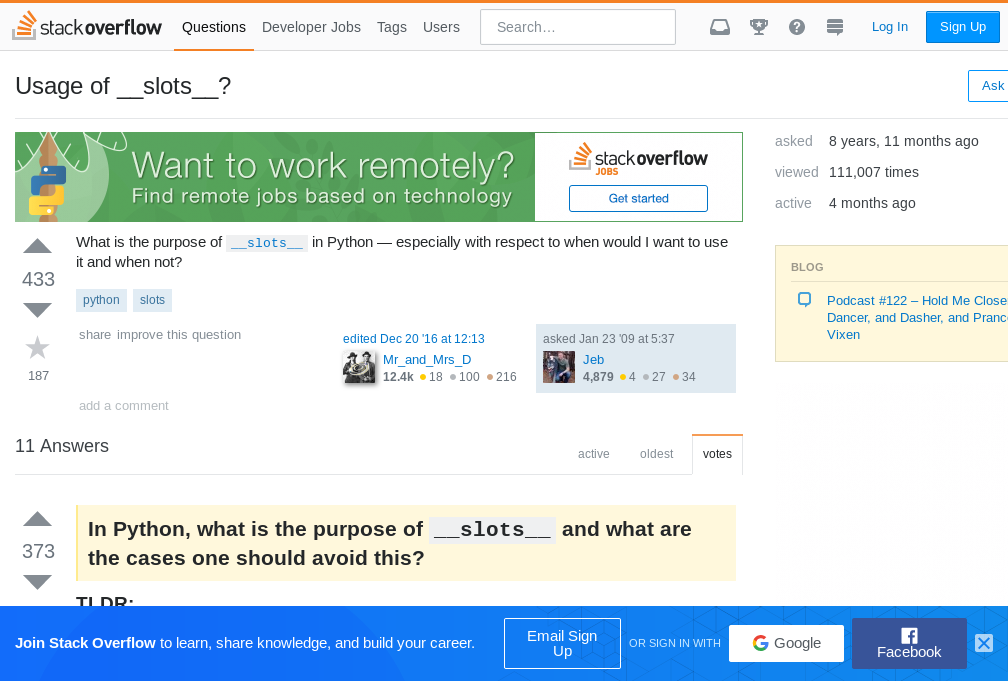 stackoverflow Questions Developer Jobs Tags Users Search… ? Log In Sign Up
Usage of __slots__?
Ask
Want to work remotely?
Find remote jobs based on technology
stackoverflow
JOBS
Get started
asked 8 years, 11 months ago
viewed 111,007 times
active 4 months ago
433
What is the purpose of __slots__ in Python — especially with respect to when would I want to use
it and when not?
python slots
share improve this question
187
edited Dec 20 '16 at 12:13
Mr_and_Mrs_D
12.4k 18 100 216
asked Jan 23 '09 at 5:37
Jeb
4,879 4 27 34
add a comment
BLOG
Podcast #122 – Hold Me Close
Dancer, and Dasher, and Pranc
Vixen
11 Answers
active oldest votes
373
In Python, what is the purpose of __slots__ and what are
the cases one should avoid this?
TLDR:
Join Stack Overflow to learn, share knowledge, and build your career.
Email Sign
Up
OR SIGN IN WITH
Google
Facebook